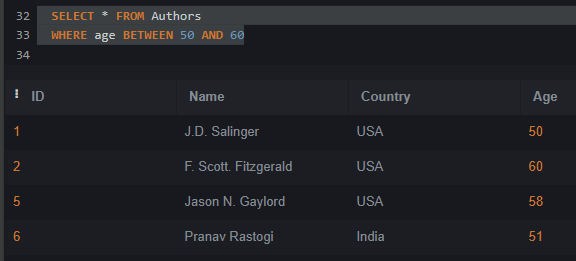 32 SELECT * FROM Authors
33 WHERE age BETWEEN 50 AND 60
34
ID Name Country Age
1 J.D. Salinger USA 50
2 F. Scott. Fitzgerald USA 60
5 Jason N. Gaylord USA 58
6 Pranav Rastogi India 51